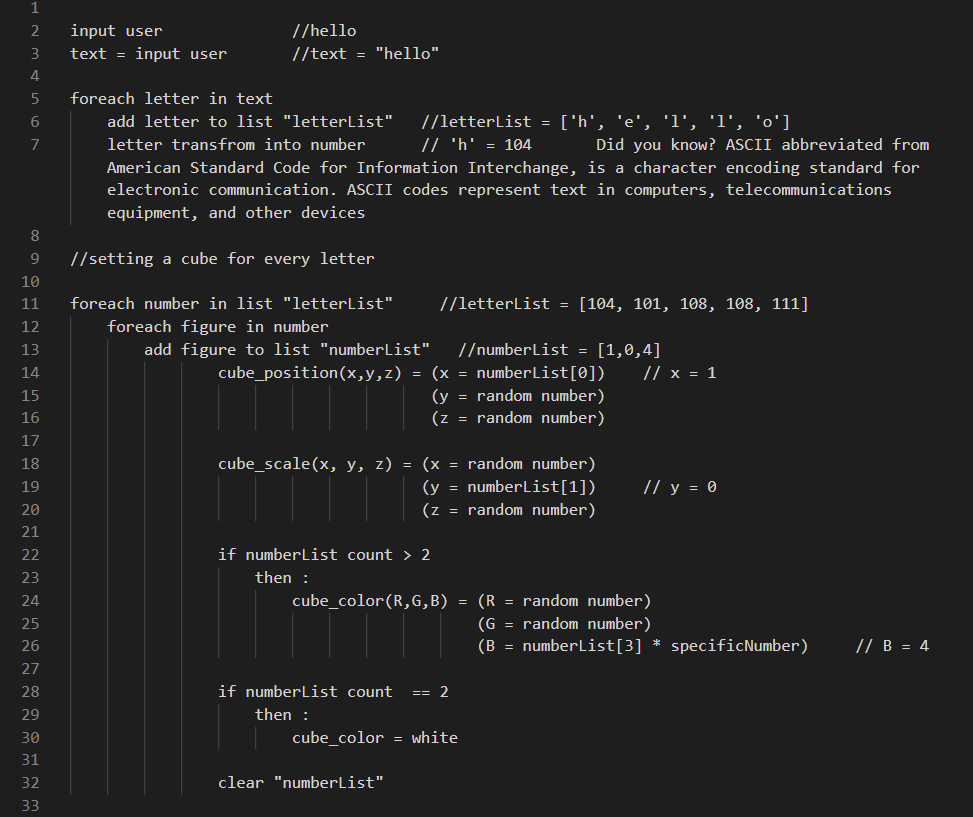 1
2 input user //hello
3 text = input user //text = "hello"
4
5 foreach letter in text
6 add letter to list "letterList" //letterList = ['h', 'e', 'l', 'l', 'o']
7 letter transfrom into number // 'h' = 104 Did you know? ASCII abbreviated from
American Standard Code for Information Interchange, is a character encoding standard for
electronic communication. ASCII codes represent text in computers, telecommunications
equipment, and other devices
8
9 //setting a cube for every letter
10
11 foreach number in list "letterList" //letterList = [104, 101, 108, 108, 111]
12 foreach figure in number
13 add figure to list "numberList" //numberList = [1,0,4]
14 cube_position(x,y,z) = (x = numberList[0]) // x = 1
15 (y = random number)
16 (z = random number)
17
18 cube_scale(x, y, z) = (x = random number)
19 (y = numberList[1]) // y = 0
20 (z = random number)
21
22 if numberList count > 2
23 then :
24 cube_color(R,G,B) = (R = random number)
25 (G = random number)
26 (B = numberList[3] * specificNumber) // B = 4
27
28 if numberList count == 2
29 then :
30 cube_color = white
31
32 clear "numberList"
33